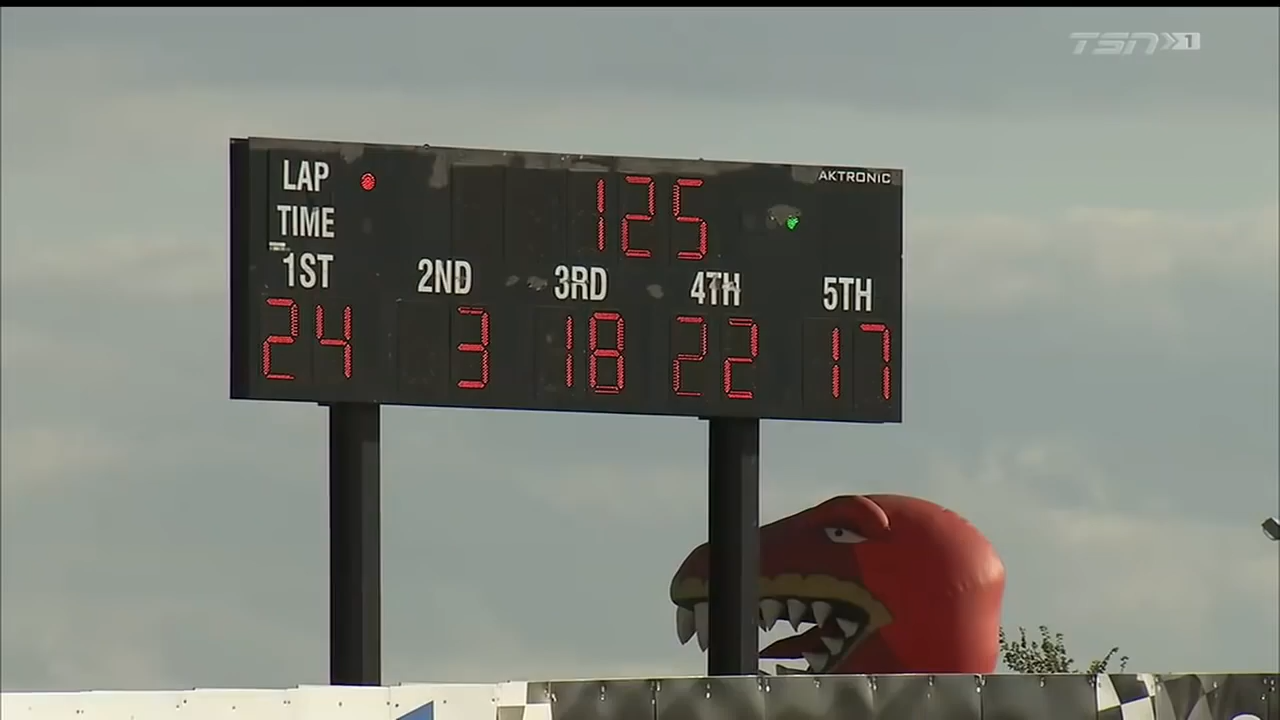 TSN 1
LAP 125 AKTRONIC
TIME
1ST 2ND 3RD 4TH 5TH
24 3 18 22 17